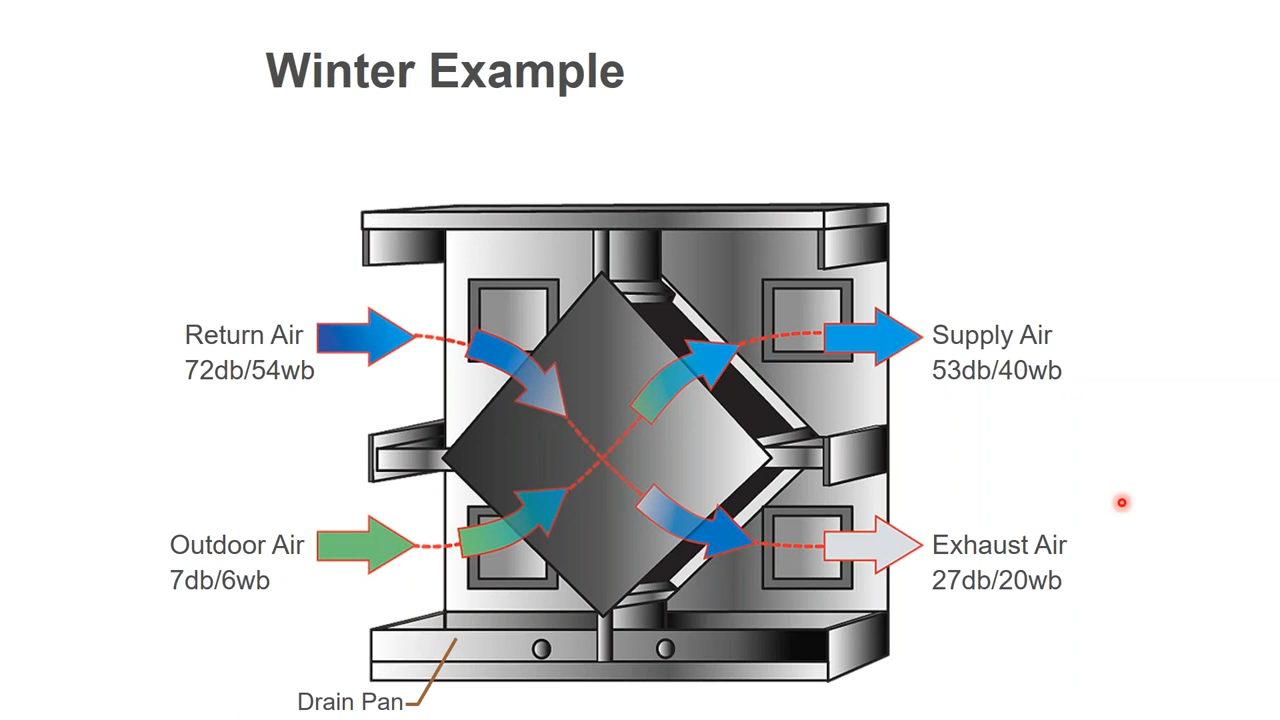 Winter Example
Return Air
72db/54wb
Supply Air
53db/40wb
Outdoor Air
7db/6wb
Exhaust Air
27db/20wb
Drain Pan